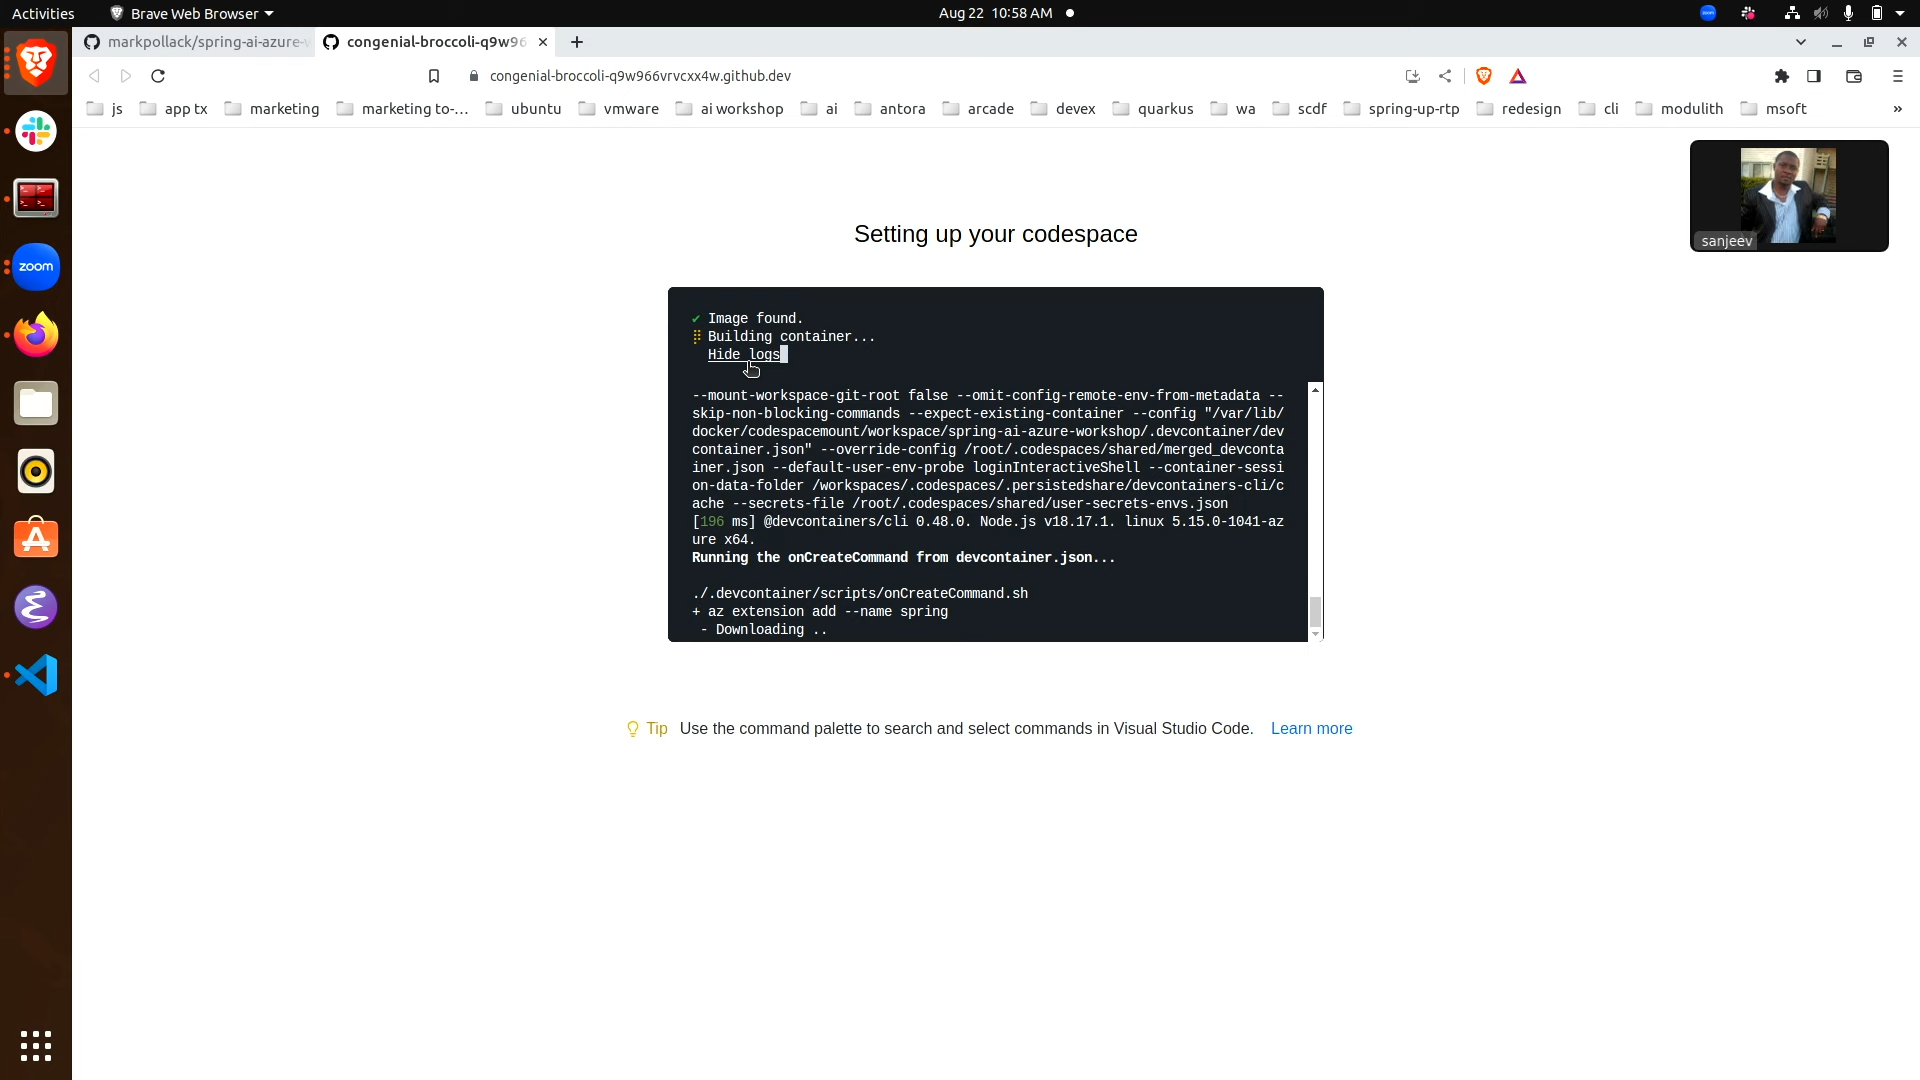 Activities
Brave Web Browser
Aug 22 10:58 AM
markpollack/spring-ai-azure-w
congenial-broccoli-q9w96
congenial-broccoli-q9w966vrvcxx4w.github.dev
js
app tx
marketing
marketing to-...
ubuntu
vmware
ai workshop
ai
antora
arcade
devex
quarkus
wa
scdf
spring-up-rtp
redesign
cli
modulith
msoft
»
zoom
sanjeev
Setting up your codespace
✔ Image found.
Building container...
Hide logs
--mount-workspace-git-root false --omit-config-remote-env-from-metadata --
skip-non-blocking-commands --expect-existing-container --config "/var/lib/
docker/codespacemount/workspace/spring-ai-azure-workshop/.devcontainer/dev
container.json" --override-config /root/.codespaces/shared/merged_devconta
iner.json --default-user-env-probe loginInteractiveShell --container-sessi
on-data-folder /workspaces/.codespaces/.persistedshare/devcontainers-cli/c
ache --secrets-file /root/.codespaces/shared/user-secrets-envs.json
[196 ms] @devcontainers/cli 0.48.0. Node.js v18.17.1. linux 5.15.0-1041-az
ure x64.
Running the onCreateCommand from devcontainer.json...
./.devcontainer/scripts/onCreateCommand.sh
+ az extension add --name spring
- Downloading ..
Tip Use the command palette to search and select commands in Visual Studio Code. Learn more